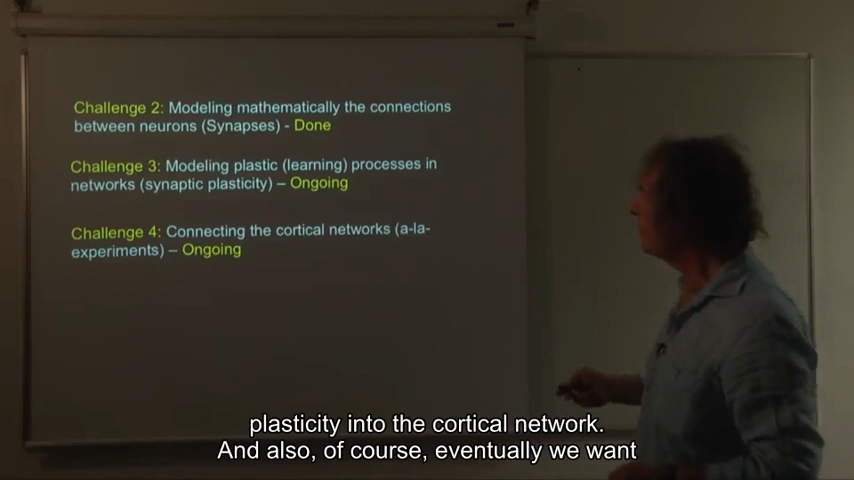 Challenge 2: Modeling mathematically the connections
between neurons (Synapses) - Done
Challenge 3: Modeling plastic (learning) processes in
networks (synaptic plasticity) – Ongoing
Challenge 4: Connecting the cortical networks (a-la-
experiments) – Ongoing
plasticity into the cortical network.
And also, of course, eventually we want